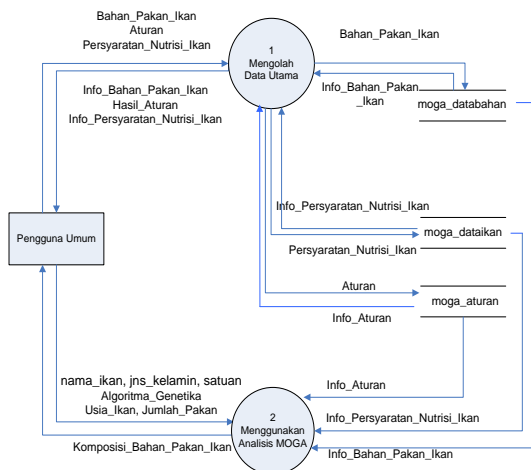 Bahan_Pakan_Ikan
Aturan
Persyaratan_Nutrisi_Ikan
1
Mengolah
Data Utama
Bahan_Pakan_Ikan
Info_Bahan_Pakan_Ikan
Hasil_Aturan
Info_Persyaratan_Nutrisi_Ikan
Info_Bahan_Pakan
_Ikan
moga_databahan
Info_Persyaratan_Nutrisi_Ikan
Pengguna Umum
moga_dataikan
Persyaratan_Nutrisi_Ikan
Aturan
moga_aturan
Info_Aturan
nama_ikan, jns_kelamin, satuan
Algoritma_Genetika
Usia_Ikan, Jumlah_Pakan
Info_Aturan
2
Menggunakan
Analisis MOGA
Info_Persyaratan_Nutrisi_Ikan
Komposisi_Bahan_Pakan_Ikan
Info_Bahan_Pakan_Ikan